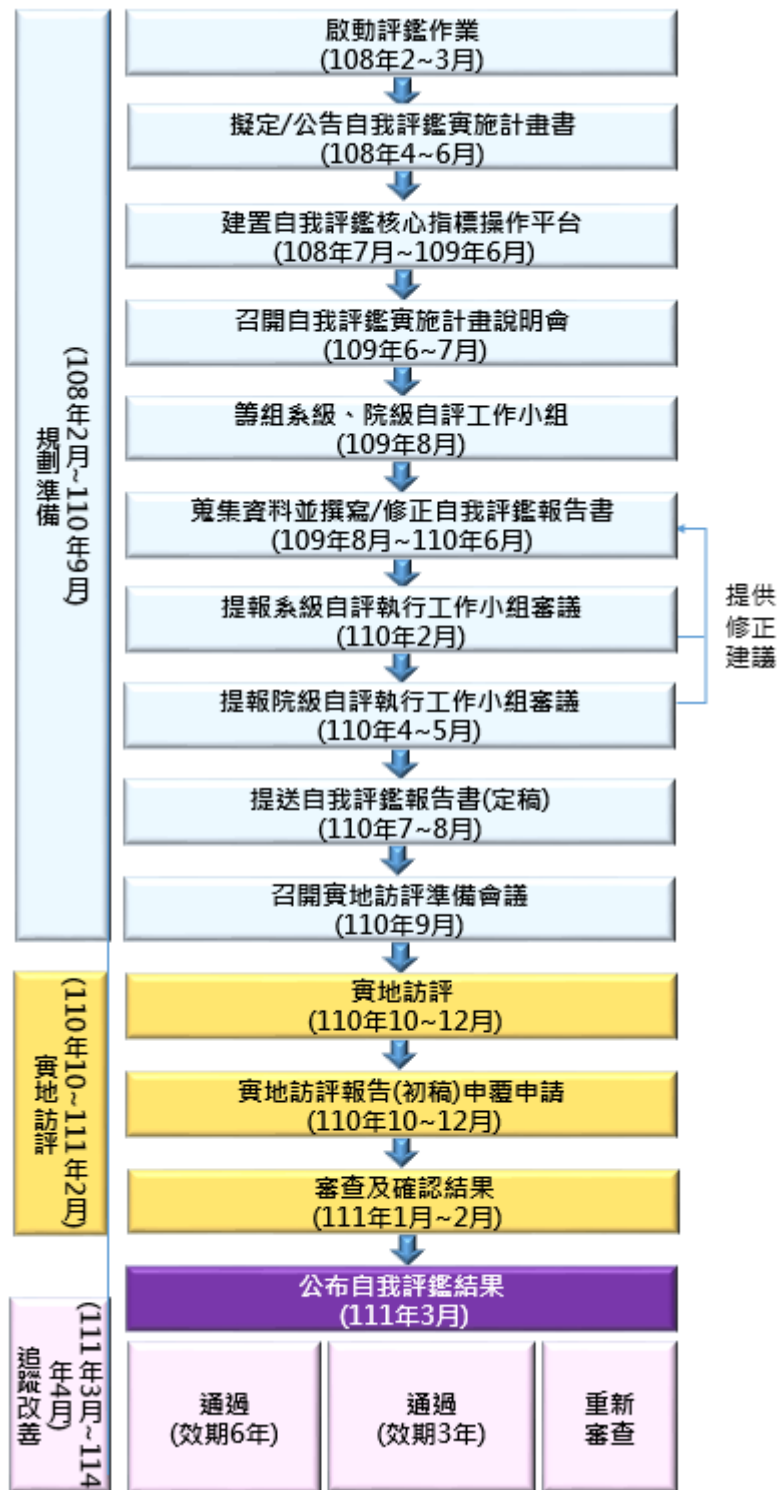 啟動評鑑作業
(108年2~3月)
擬定/公告自我評鑑實施計畫書
(108年4~6月)
建置自我評鑑核心指標操作平台
(108年7月~109年6月)
召開自我評鑑實施計畫說明會
(109年6~7月)
籌組系級、院級自評工作小組
(109年8月)
蒐集資料並撰寫/修正自我評鑑報告書
(109年8月~110年6月)
提報系級自評執行工作小組審議
(110年2月)
提報院級自評執行工作小組審議
(110年4~5月)
提供
修正
建議
提送自我評鑑報告書(定稿)
(110年7~8月)
召開實地訪評準備會議
(110年9月)
(108年2月~110年9月)
規劃準備
實地訪評
(110年10~12月)
實地訪評報告(初稿)申覆申請
(110年10~12月)
審查及確認結果
(111年1月~2月)
(110年10~111年2月)
實地訪評
公布自我評鑑結果
(111年3月)
(111年3月~114
年4月)
追蹤改善
通過
(效期6年)
通過
(效期3年)
重新
審查